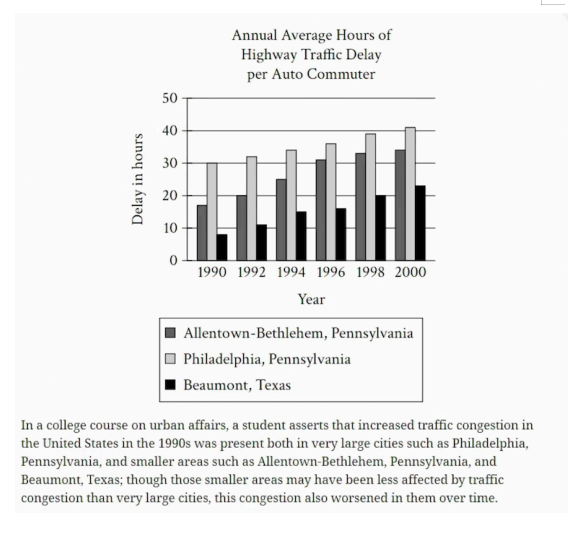 Annual Average Hours of
Highway Traffic Delay
per Auto Commuter
50
40
30
20
10
0
Delay in hours
1990 1992 1994 1996 1998 2000
Year
Allentown-Bethlehem, Pennsylvania
Philadelphia, Pennsylvania
Beaumont, Texas
In a college course on urban affairs, a student asserts that increased traffic congestion in
the United States in the 1990s was present both in very large cities such as Philadelphia,
Pennsylvania, and smaller areas such as Allentown-Bethlehem, Pennsylvania, and
Beaumont, Texas; though those smaller areas may have been less affected by traffic
congestion than very large cities, this congestion also worsened in them over time.